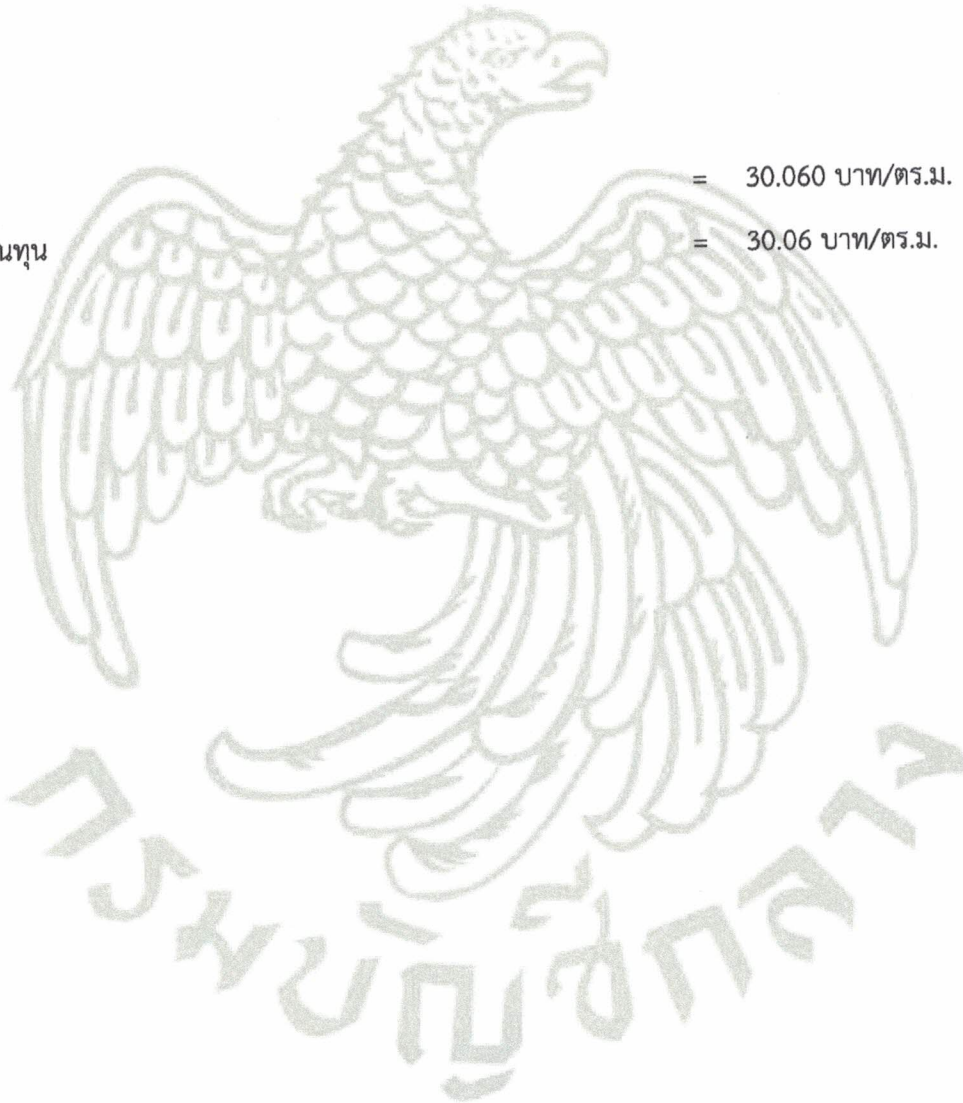 = 30.060 บาท/ตร.ม.
นทุน = 30.06 บาท/ตร.ม.
กรมบัญชีกลาง